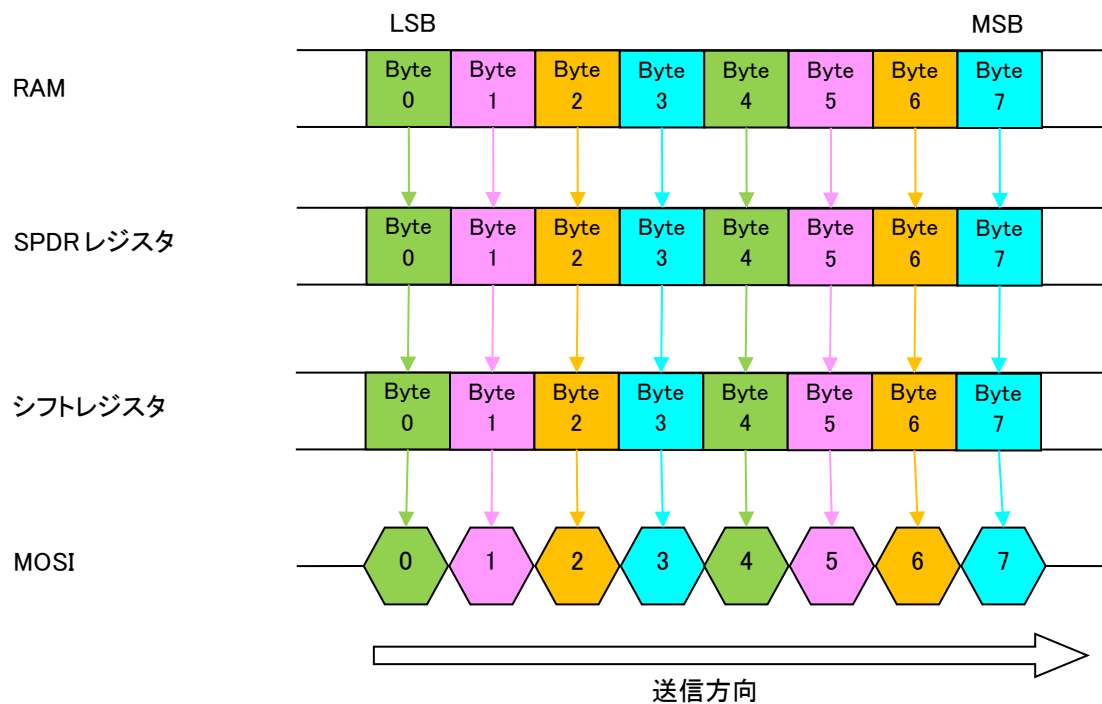 LSB MSB
RAM
Byte Byte Byte Byte Byte Byte Byte Byte
0 1 2 3 4 5 6 7
SPDRレジスタ
Byte Byte Byte Byte Byte Byte Byte Byte
0 1 2 3 4 5 6 7
シフトレジスタ
Byte Byte Byte Byte Byte Byte Byte Byte
0 1 2 3 4 5 6 7
MOSI
0 1 2 3 4 5 6 7
送信方向